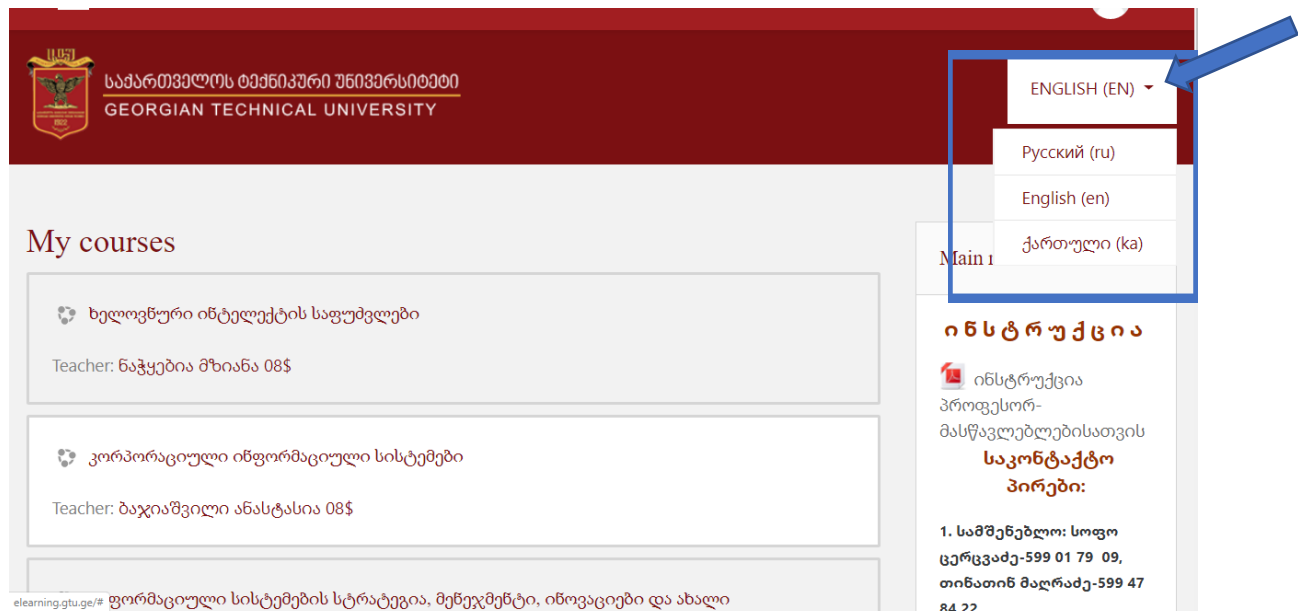 საქართველოს ტექნიკური უნივერსიტეტი
GEORGIAN TECHNICAL UNIVERSITY
1922
ENGLISH (EN)
Русский (ru)
English (en)
ქართული (ka)
My courses
ხელოვნური ინტელექტის საფუძვლები
Teacher: ნაჭყებია მზიანა 08$
კორპორაციული ინფორმაციული სისტემები
Teacher: ბაჯიაშვილი ანასტასია 08$
ფორმაციული სისტემების სტრატეგია, მენეჯმენტი, ინოვაციები და ახალი
elearning.gtu.ge/#
Main
ი ნ ს ტ რ უ ქ ც ი ა
ინსტრუქცია
პროფესორ-
მასწავლებლებისათვის
საკონტაქტო
პირები:
1. სამშენებლო: სოფო
ცერცვაძე-599 01 79 09,
თინათინ მაღრაძე-599 47
84 22